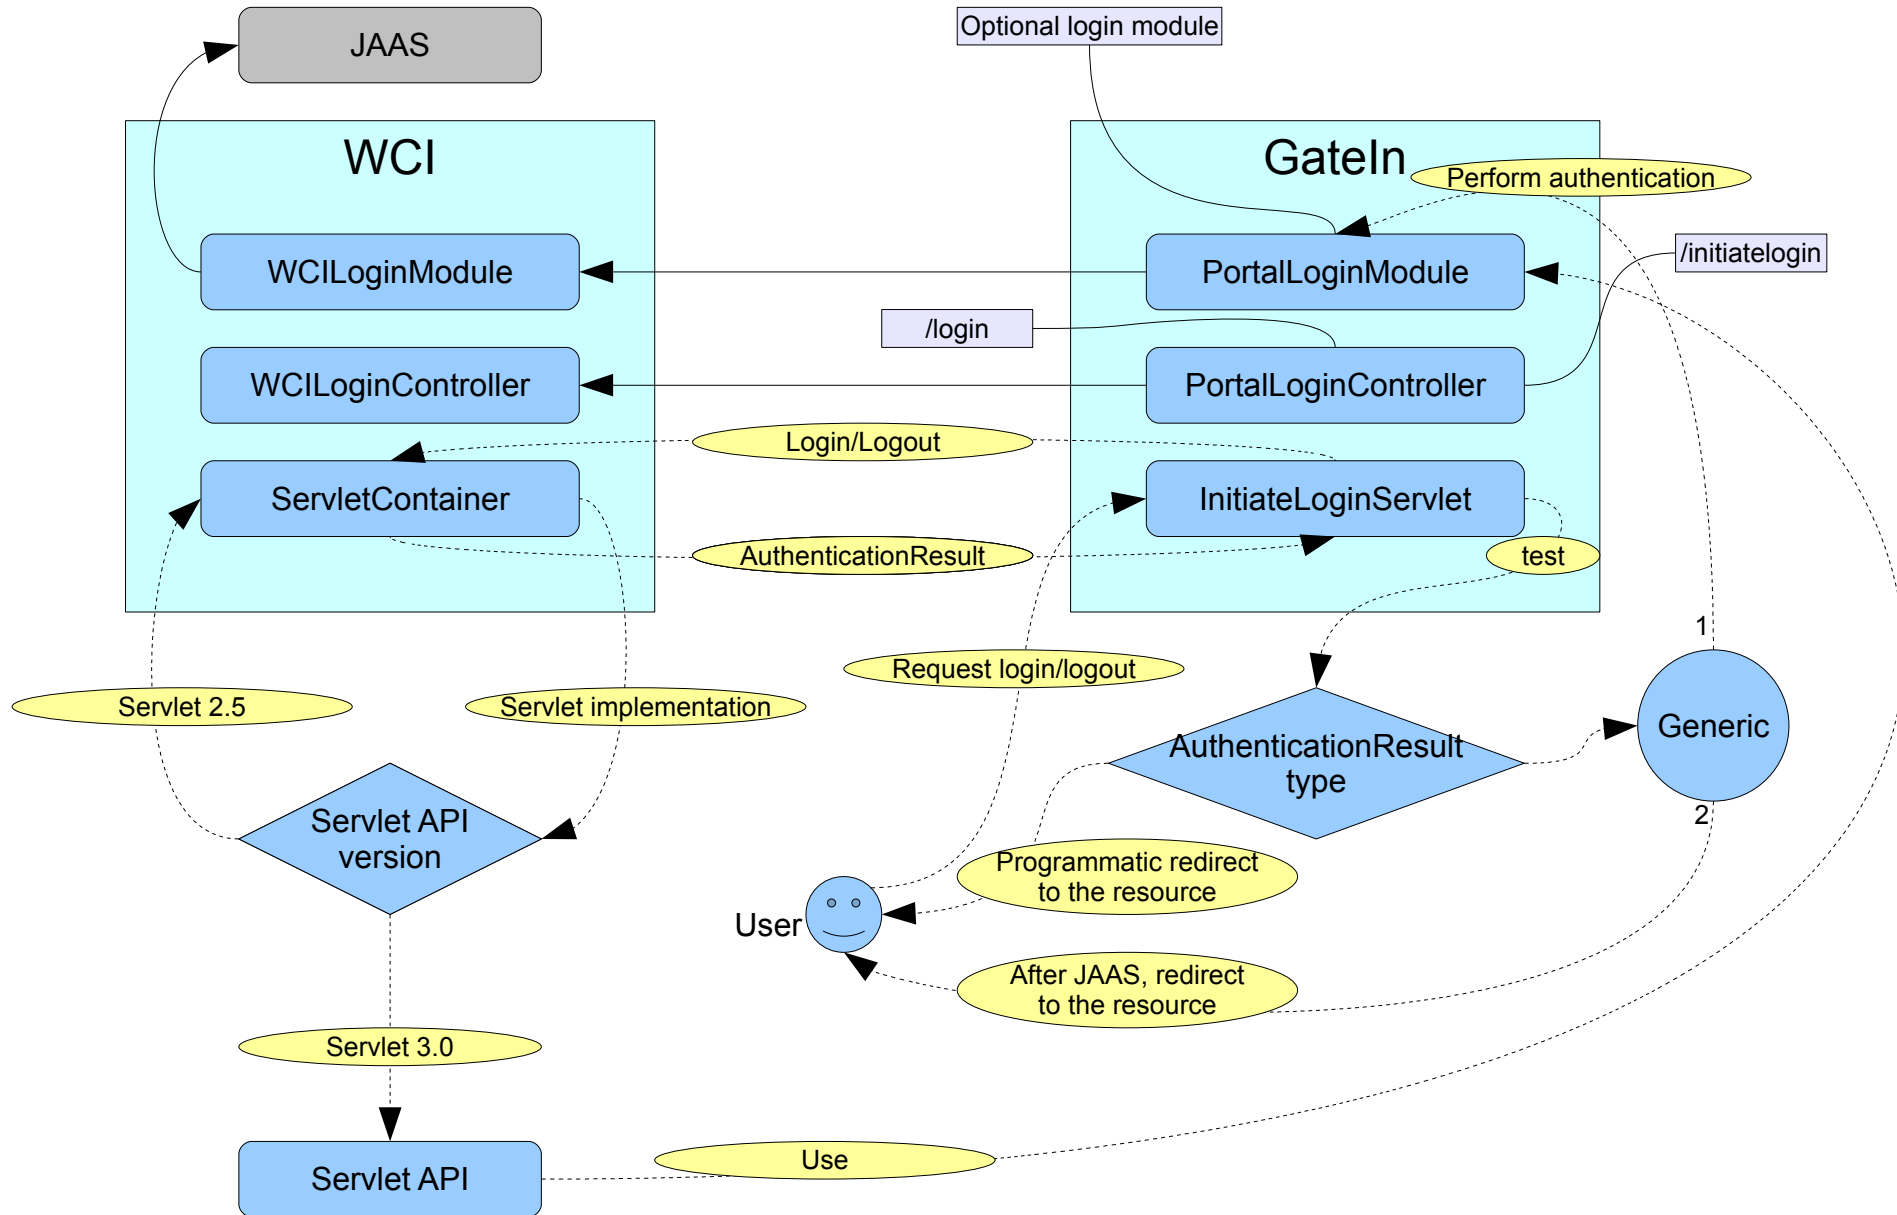 Optional login module
JAAS
WCI
GateIn
Perform authentication
WCILoginModule
PortalLoginModule
/initiatelogin
/login
WCILoginController
PortalLoginController
Login/Logout
ServletContainer
InitiateLoginServlet
AuthenticationResult
test
1
Request login/logout
Servlet 2.5
Servlet implementation
Generic
AuthenticationResult
type
2
Servlet API
version
Programmatic redirect
to the resource
User
After JAAS, redirect
to the resource
Servlet 3.0
Use
Servlet API